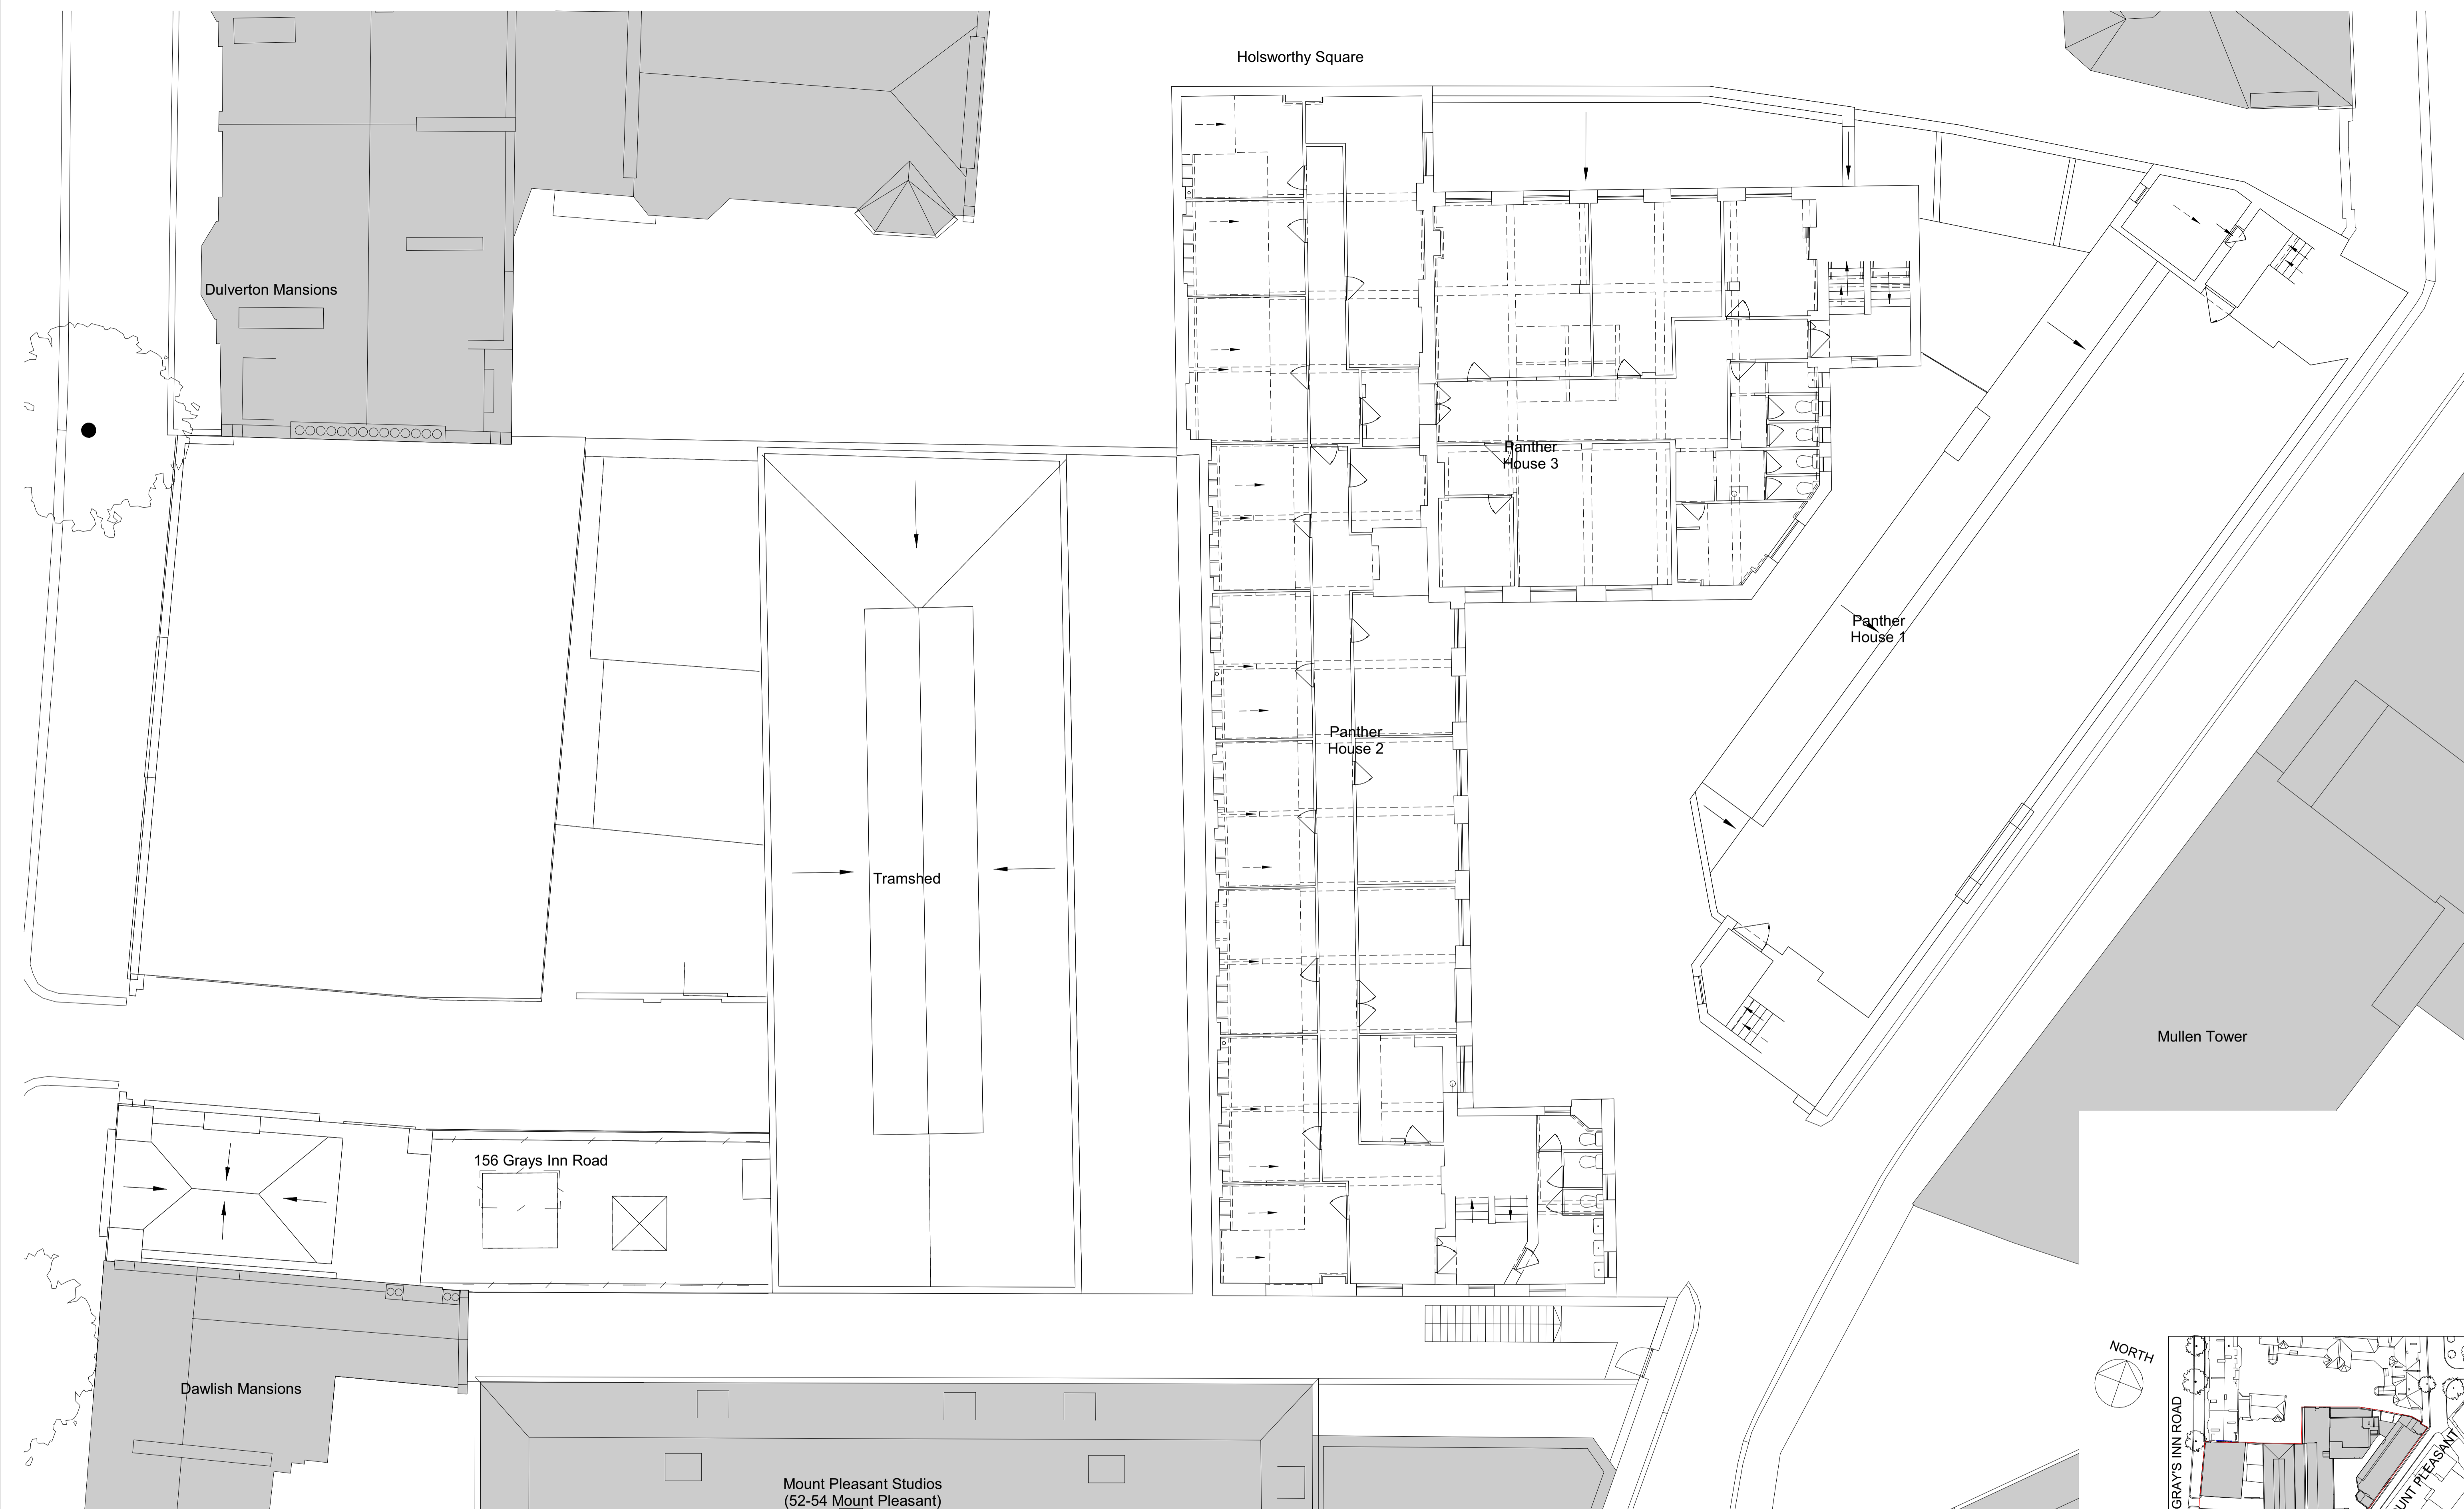 Holsworthy Square
Dulverton Mansions
Panther
House 3
Panther
House 1
Panther
House 2
Tramshed
Mullen Tower
156 Grays Inn Road
Dawlish Mansions
Mount Pleasant Studios
(52-54 Mount Pleasant)
NORTH
GRAY'S INN ROAD
UNT PLEASANT